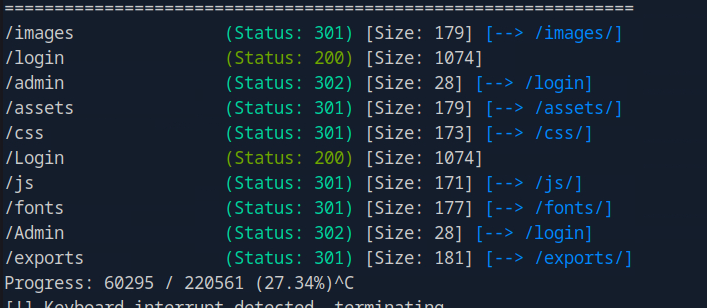 ===============================================================
/images (Status: 301) [Size: 179] [--> /images/]
/login (Status: 200) [Size: 1074]
/admin (Status: 302) [Size: 28] [--> /login]
/assets (Status: 301) [Size: 179] [--> /assets/]
/css (Status: 301) [Size: 173] [--> /css/]
/Login (Status: 200) [Size: 1074]
/js (Status: 301) [Size: 171] [--> /js/]
/fonts (Status: 301) [Size: 177] [--> /fonts/]
/Admin (Status: 302) [Size: 28] [--> /login]
/exports (Status: 301) [Size: 181] [--> /exports/]
Progress: 60295 / 220561 (27.34%)^C
[!] Keyboard interrupt detected, terminating